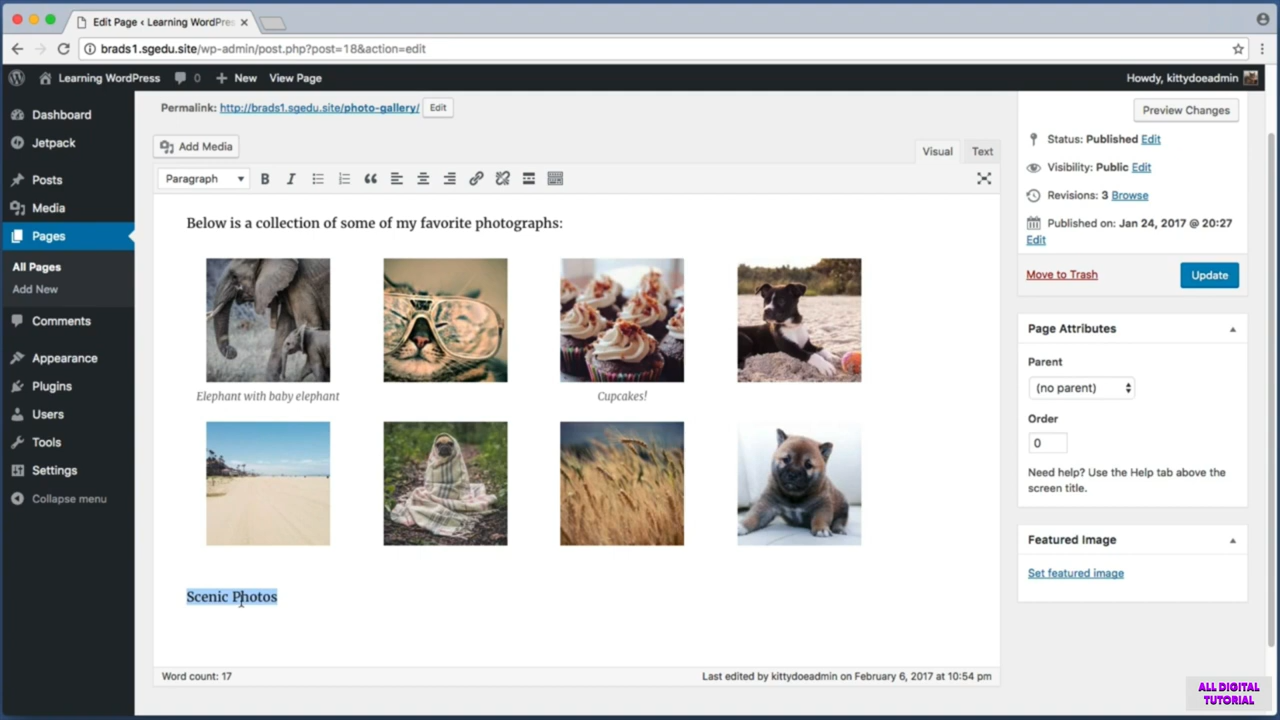 Edit Page ‹ Learning WordPre
brads1.sgedu.site/wp-admin/post.php?post=18&action=edit
Learning WordPress 0 New View Page Howdy, kittydoeadmin
Dashboard
Jetpack
Posts
Media
Pages
All Pages
Add New
Comments
Appearance
Plugins
Users
Tools
Settings
Collapse menu
Permalink: http://brads1.sgedu.site/photo-gallery/ Edit
Add Media
Visual Text
Paragraph B I
Below is a collection of some of my favorite photographs:
Elephant with baby elephant
Cupcakes!
Scenic Photos
Word count: 17
Last edited by kittydoeadmin on February 6, 2017 at 10:54 pm
Preview Changes
Status: Published Edit
Visibility: Public Edit
Revisions: 3 Browse
Published on: Jan 24, 2017 @ 20:27
Edit
Move to Trash
Update
Page Attributes
Parent
(no parent)
Order
0
Need help? Use the Help tab above the
screen title.
Featured Image
Set featured image
ALL DIGITAL
TUTORIAL